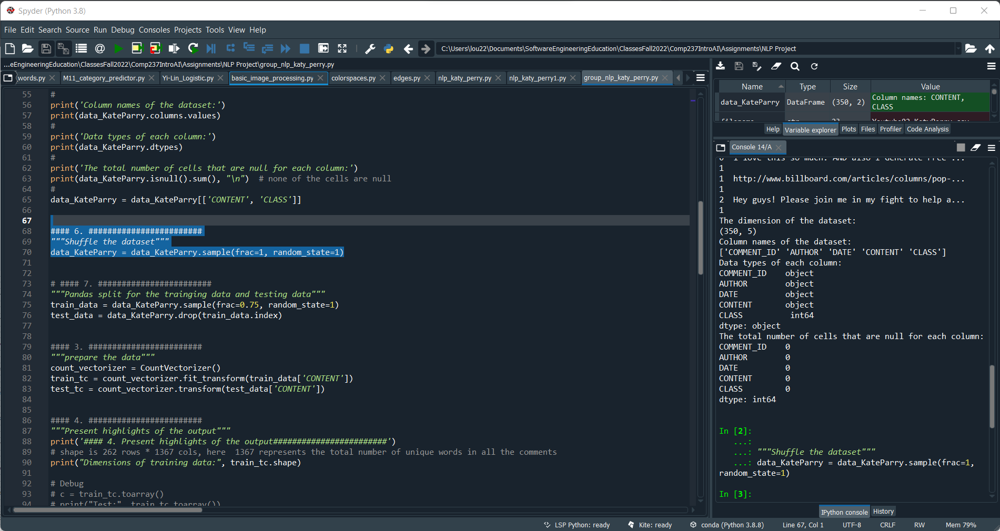 Spyder (Python 3.8)
File Edit Search Source Run Debug Consoles Projects Tools View Help
C:\Users\lou22\Documents\SoftwareEngineeringEducation\ClassesFall2022\Comp237IntroAI\Assignments\NLP Project
...eEngineeringEducation\ClassesFall2022\Comp237IntroAI\Assignments\NLP Project\group_nlp_katy_perry.py
words.py M11_category_predictor.py Yi-Lin_Logistic.py basic_image_processing.py colorspaces.py edges.py nlp_katy_perry.py nlp_katy_perry1.py group_nlp_katy_perry.py
55 #
56 print('Column names of the dataset:')
57 print(data_KateParry.columns.values)
58 #
59 print('Data types of each column:')
60 print(data_KateParry.dtypes)
61 #
62 print('The total number of cells that are null for each column:')
63 print(data_KateParry.isnull().sum(), "\n")  # none of the cells are null
64 #
65 data_KateParry = data_KateParry[['CONTENT', 'CLASS']]
66
67
68 #### 6. ########################
69 """Shuffle the dataset"""
70 data_KateParry = data_KateParry.sample(frac=1, random_state=1)
71
72
73 # #### 7. ########################
74 """Pandas split for the trainging data and testing data"""
75 train_data = data_KateParry.sample(frac=0.75, random_state=1)
76 test_data = data_KateParry.drop(train_data.index)
77
78
79 #### 3. ########################
80 """prepare the data"""
81 count_vectorizer = CountVectorizer()
82 train_tc = count_vectorizer.fit_transform(train_data['CONTENT'])
83 test_tc = count_vectorizer.transform(test_data['CONTENT'])
84
85
86 #### 4. ########################
87 """Present highlights of the output"""
88 print('#### 4. Present highlights of the output########################')
89 # shape is 262 rows * 1367 cols, here  1367 represents the total number of unique words in all the comments
90 print("Dimensions of training data:", train_tc.shape)
91
92 # Debug
93 # c = train_tc.toarray()
94 # print("Test:", train_tc.toarray())
Name Type Size Value
data_KateParry DataFrame (350, 2) Column names: CONTENT,
CLASS
filename str 23 Youtube02-KatyPerry.csv
Help Variable explorer Plots Files Profiler Code Analysis
Console 14/A
0  i love this so much. AND also I Generate Free ...
1
1  http://www.billboard.com/articles/columns/pop-...
1
2  Hey guys! Please join me in my fight to help a...
1
The dimension of the dataset:
(350, 5)
Column names of the dataset:
['COMMENT_ID' 'AUTHOR' 'DATE' 'CONTENT' 'CLASS']
Data types of each column:
COMMENT_ID object
AUTHOR object
DATE object
CONTENT object
CLASS int64
dtype: object
The total number of cells that are null for each column:
COMMENT_ID 0
AUTHOR 0
DATE 0
CONTENT 0
CLASS 0
dtype: int64
In [2]:
...:
...: """Shuffle the dataset"""
...: data_KateParry = data_KateParry.sample(frac=1,
random_state=1)
In [3]:
IPython console History
LSP Python: ready Kite: ready conda (Python 3.8.8) Line 67, Col 1 UTF-8 CRLF RW Mem 79%